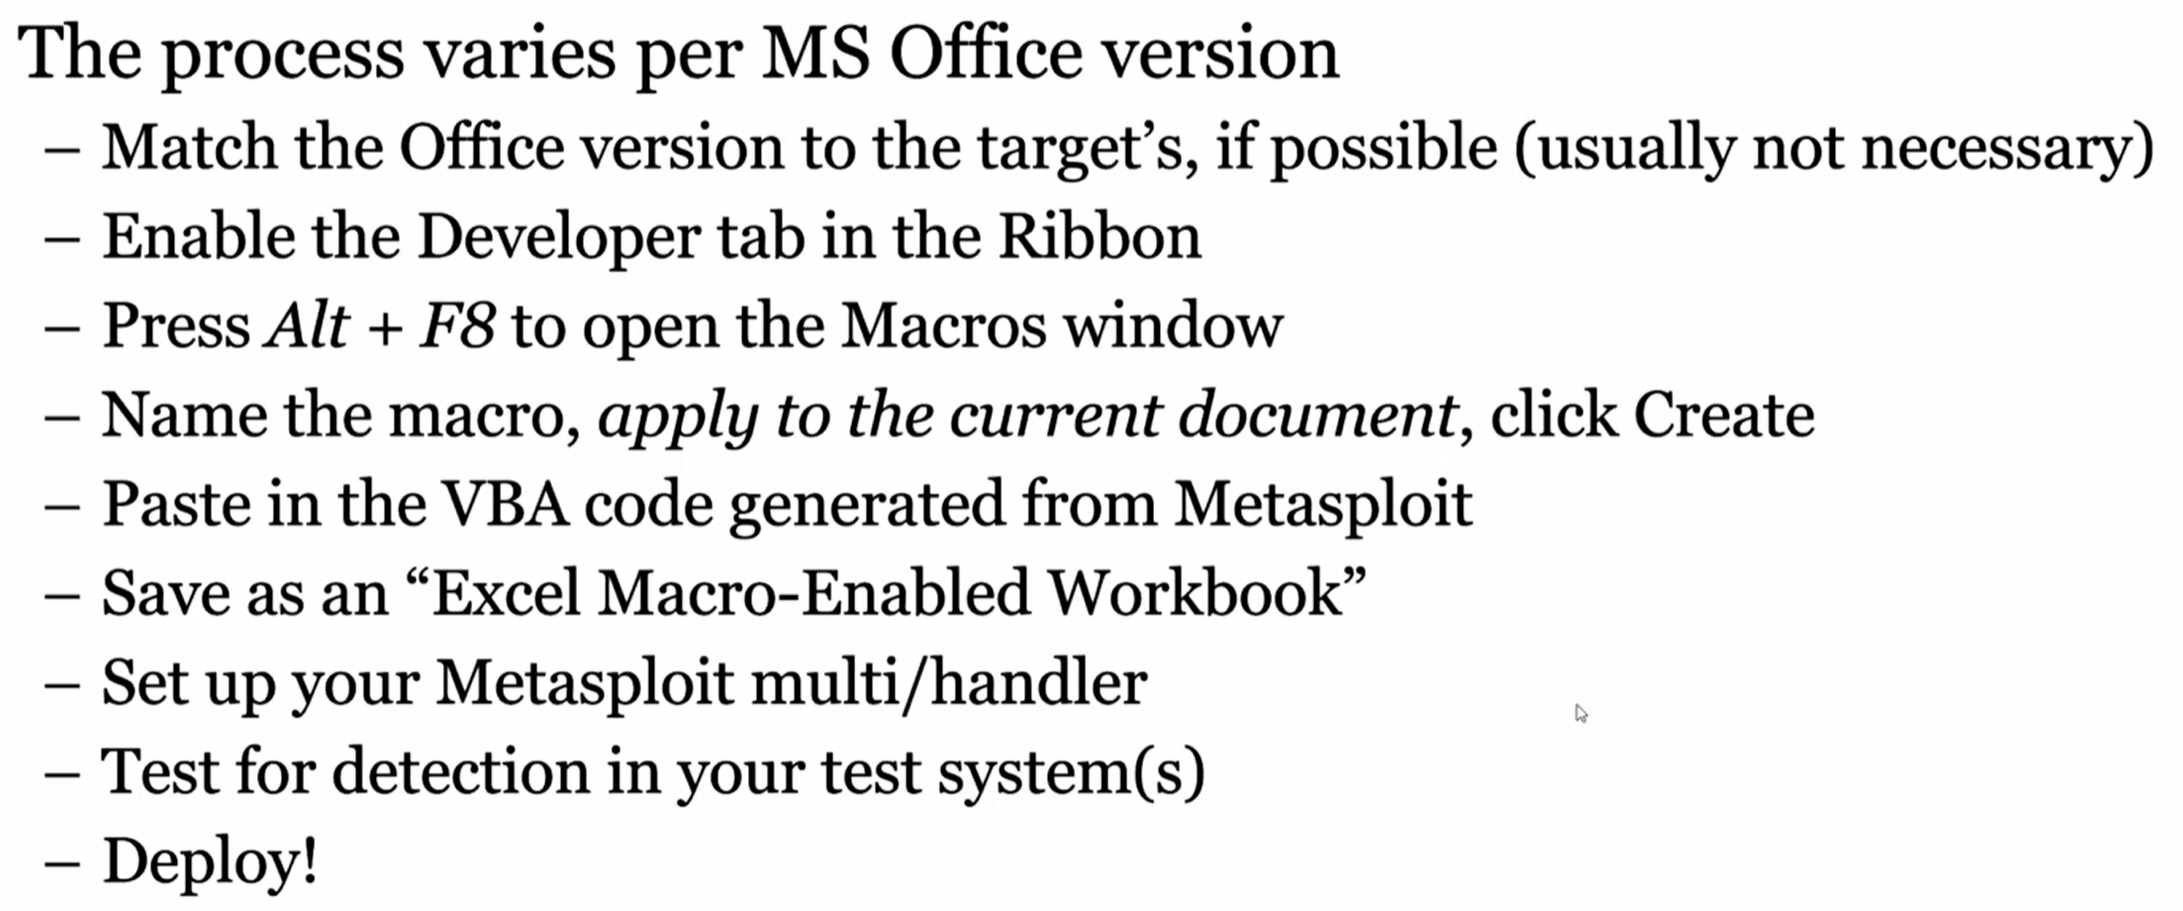 The process varies per MS Office version
– Match the Office version to the target’s, if possible (usually not necessary)
– Enable the Developer tab in the Ribbon
– Press Alt + F8 to open the Macros window
– Name the macro, apply to the current document, click Create
– Paste in the VBA code generated from Metasploit
– Save as an “Excel Macro-Enabled Workbook”
– Set up your Metasploit multi/handler
– Test for detection in your test system(s)
– Deploy!